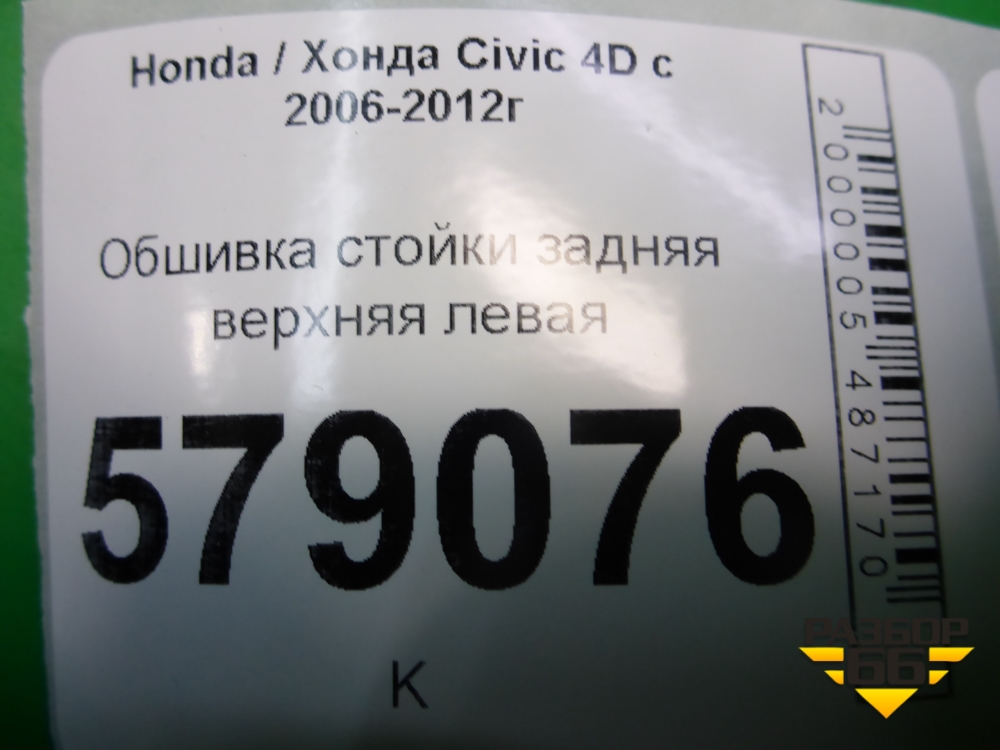 Honda / Хонда Civic 4D с
2006-2012г
Обшивка стойки задняя
верхняя левая
579076
К
2000005487170
РАЗБОР
66